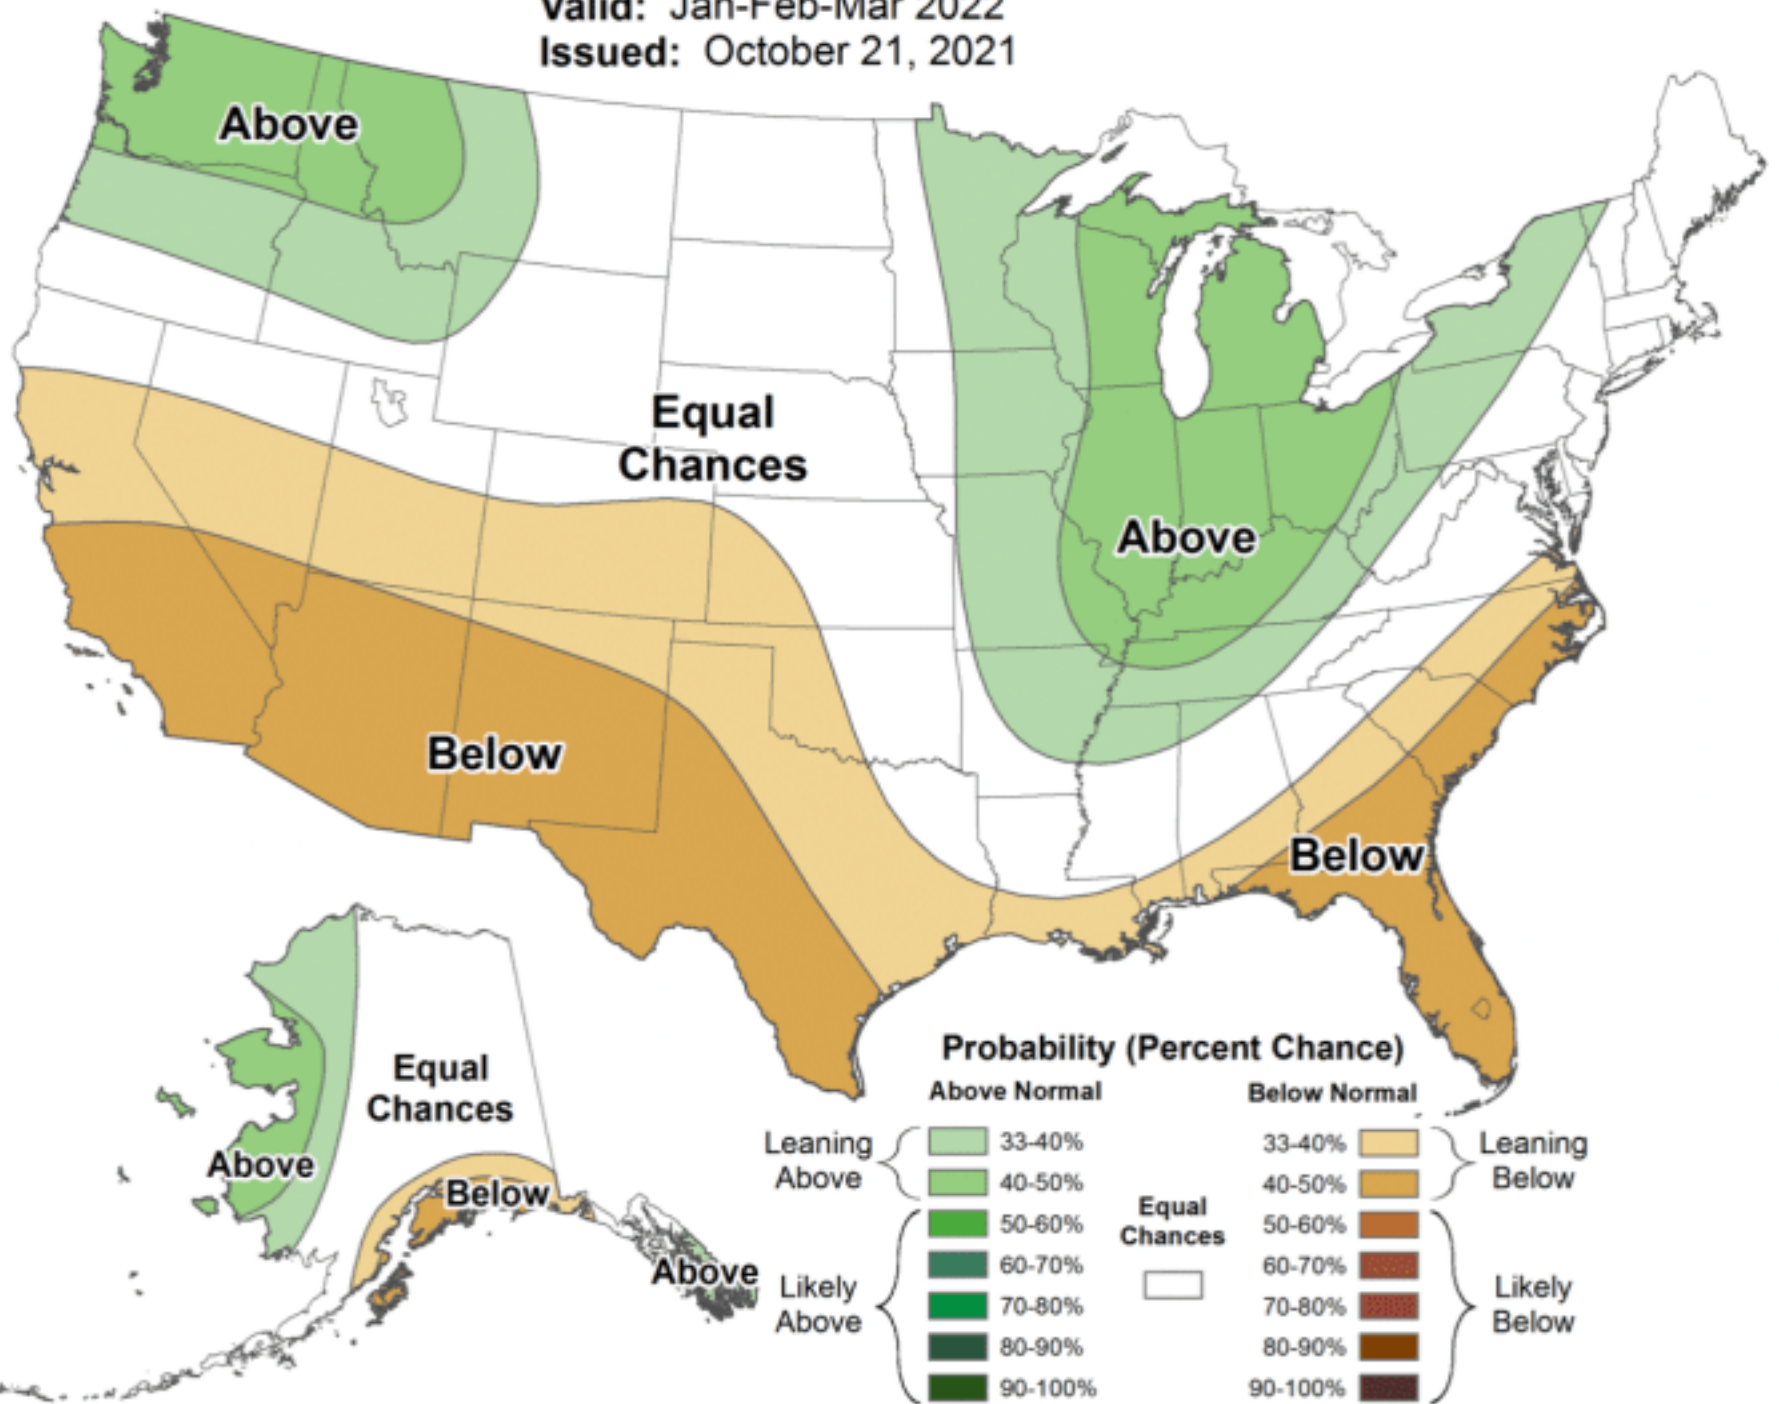 Valid: Jan-Feb-Mar 2022
Issued: October 21, 2021
Above
Equal
Chances
Above
Below
Below
Equal
Chances
Above
Below
Above
Probability (Percent Chance)
Above Normal
Below Normal
Leaning
Above
33-40%
40-50%
Likely
Above
50-60%
60-70%
70-80%
80-90%
90-100%
Equal
Chances
33-40%
40-50%
Leaning
Below
50-60%
60-70%
70-80%
80-90%
90-100%
Likely
Below